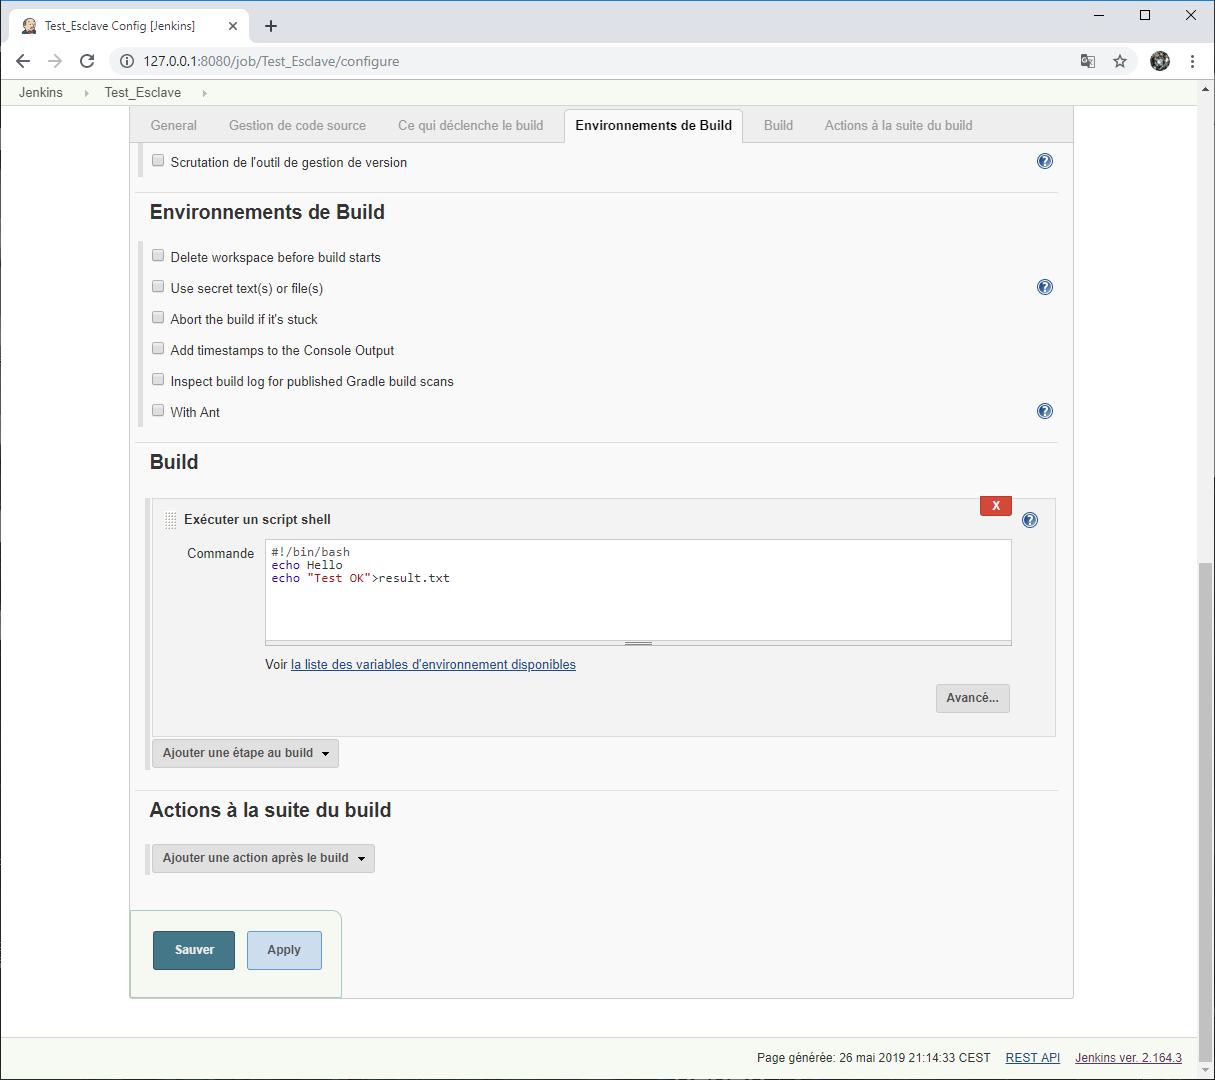 Test_Esclave Config [Jenkins]
127.0.0.1:8080/job/Test_Esclave/configure
Jenkins Test_Esclave
General Gestion de code source Ce qui déclenche le build Environnements de Build Build Actions à la suite du build
Scrutation de l'outil de gestion de version
Environnements de Build
Delete workspace before build starts
Use secret text(s) or file(s)
Abort the build if it's stuck
Add timestamps to the Console Output
Inspect build log for published Gradle build scans
With Ant
Build
X
Exécuter un script shell
Commande
#!/bin/bash
echo Hello
echo "Test OK">result.txt
Voir la liste des variables d'environnement disponibles
Avancé...
Ajouter une étape au build
Actions à la suite du build
Ajouter une action après le build
Sauver Apply
Page générée: 26 mai 2019 21:14:33 CEST REST API Jenkins ver. 2.164.3